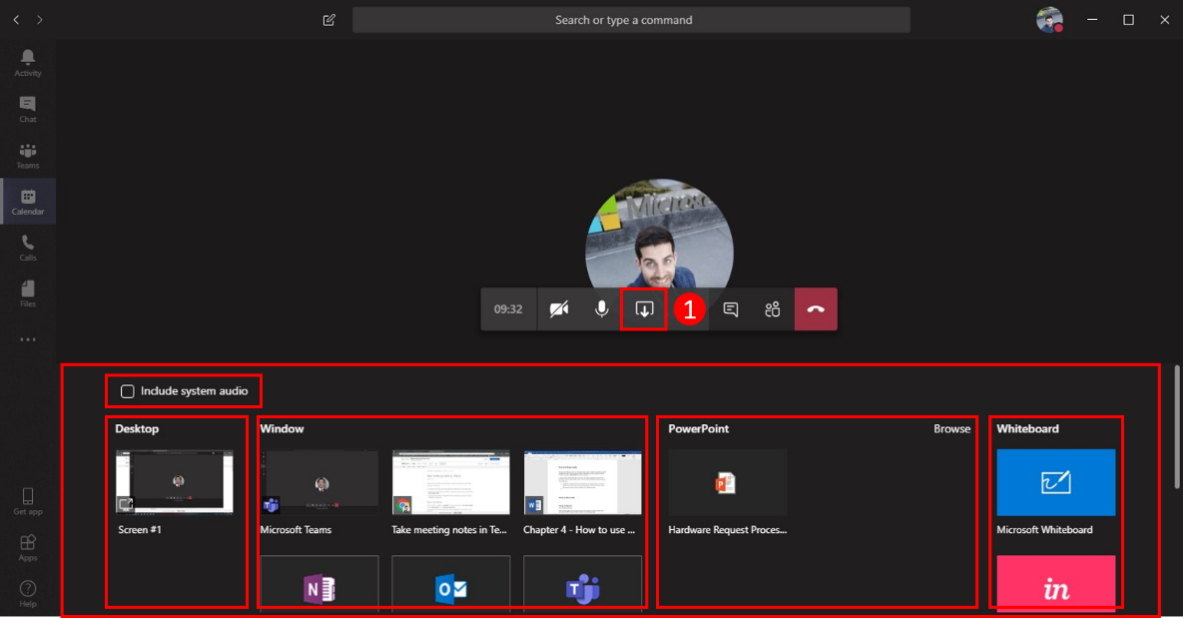 Search or type a command
Activity
Chat
Teams
Calendar
Calls
Files
Get app
Apps
Help
Microsof
09:32
1
Include system audio
Desktop
Window
PowerPoint
Browse
Whiteboard
Screen #1
Microsoft Teams
Take meeting notes in Te...
Chapter 4 - How to use ...
Hardware Request Proces...
Microsoft Whiteboard
in